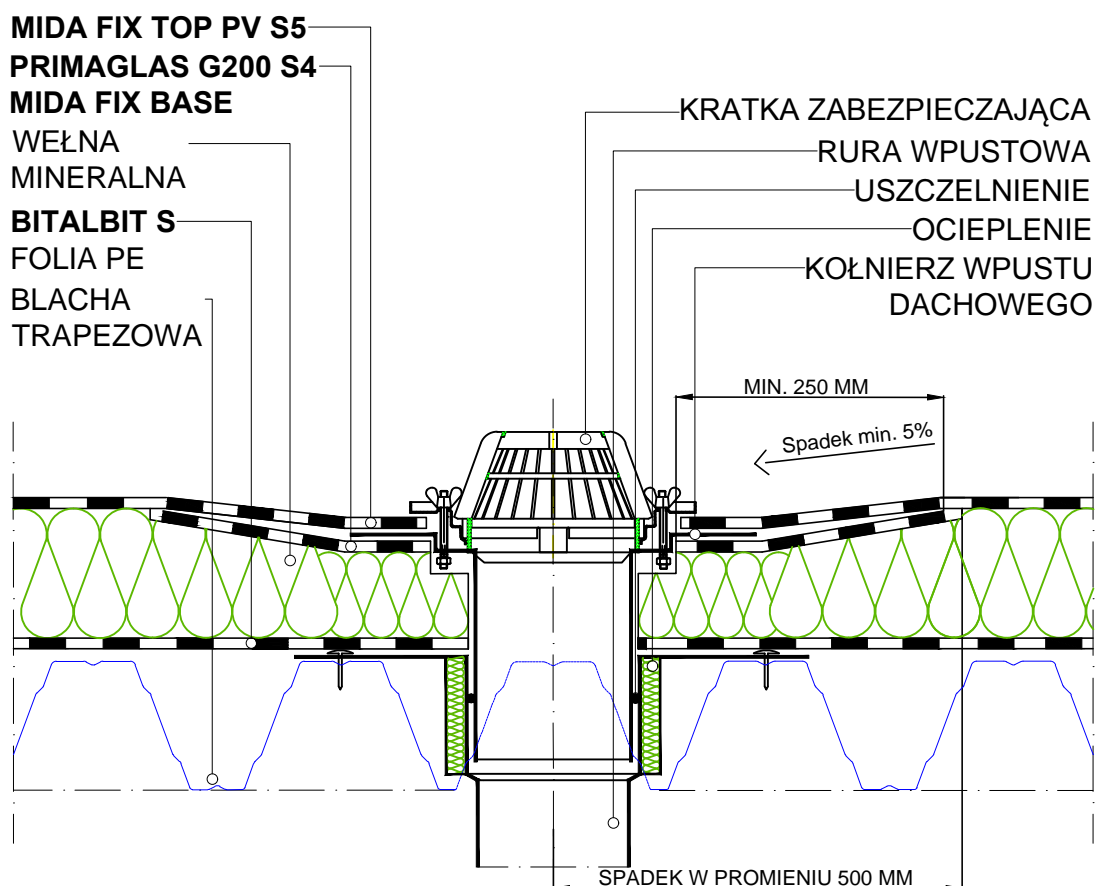 MIDA FIX TOP PV S5
PRIMAGLAS G200 S4
MIDA FIX BASE
WEŁNA
MINERALNA
BITALBIT S
FOLIA PE
BLACHA
TRAPEZOWA
KRATKA ZABEZPIECZAJĄCA
RURA WPUSTOWA
USZCZELNIENIE
OCIEPLENIE
KOŁNIERZ WPUSTU
DACHOWEGO
MIN. 250 MM
Spadek min. 5%
SPADEK W PROMIENIU 500 MM